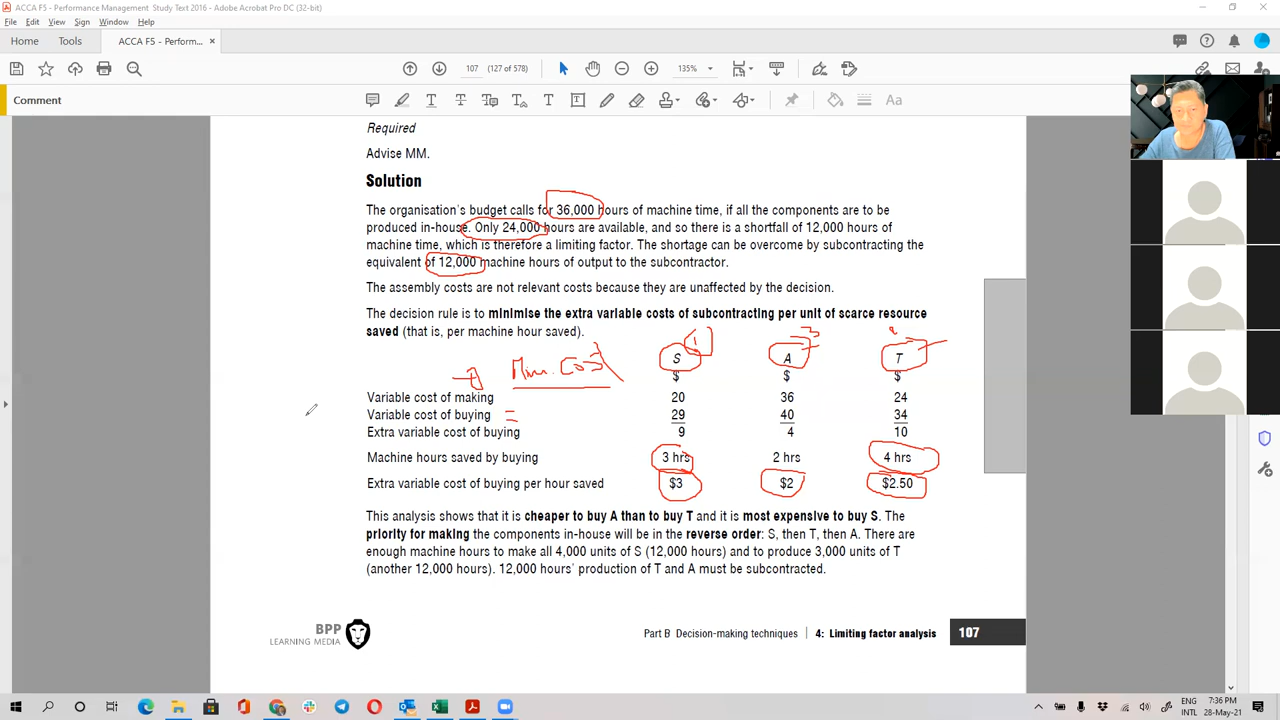 ACCA F5 - Performance Management Study Text 2016 - Adobe Acrobat Pro DC (32-bit)
File Edit View Sign Window Help
Home Tools ACCA F5 - Perform... ×
107 (127 of 578) 135%
Comment
Aa
Required
Advise MM.
Solution
The organisation's budget calls for 36,000 hours of machine time, if all the components are to be
produced in-house. Only 24,000 hours are available, and so there is a shortfall of 12,000 hours of
machine time, which is therefore a limiting factor. The shortage can be overcome by subcontracting the
equivalent of 12,000 machine hours of output to the subcontractor.
The assembly costs are not relevant costs because they are unaffected by the decision.
The decision rule is to minimise the extra variable costs of subcontracting per unit of scarce resource
saved (that is, per machine hour saved).
1 3
Min. Cost
S A T
$ $ $
Variable cost of making 20 36 24
Variable cost of buying = 29 40 34
Extra variable cost of buying 9 4 10
Machine hours saved by buying 3 hrs 2 hrs 4 hrs
Extra variable cost of buying per hour saved $3 $2 $2.50
This analysis shows that it is cheaper to buy A than to buy T and it is most expensive to buy S. The
priority for making the components in-house will be in the reverse order: S, then T, then A. There are
enough machine hours to make all 4,000 units of S (12,000 hours) and to produce 3,000 units of T
(another 12,000 hours). 12,000 hours' production of T and A must be subcontracted.
BPP
LEARNING MEDIA
Part B Decision-making techniques | 4: Limiting factor analysis 107
ENG
INTL
7:36 PM
28-May-21